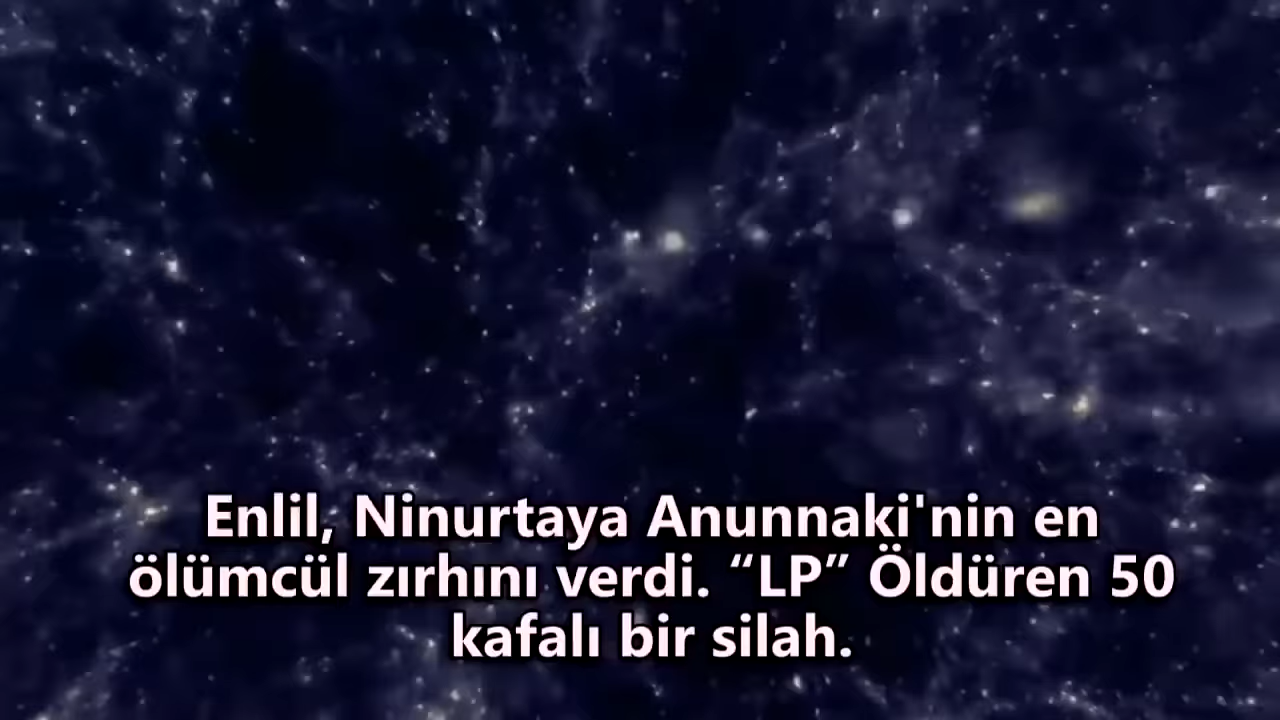 Enlil, Ninurtaya Anunnaki'nin en
ölümcül zırhını verdi. “LP” Öldüren 50
kafalı bir silah.